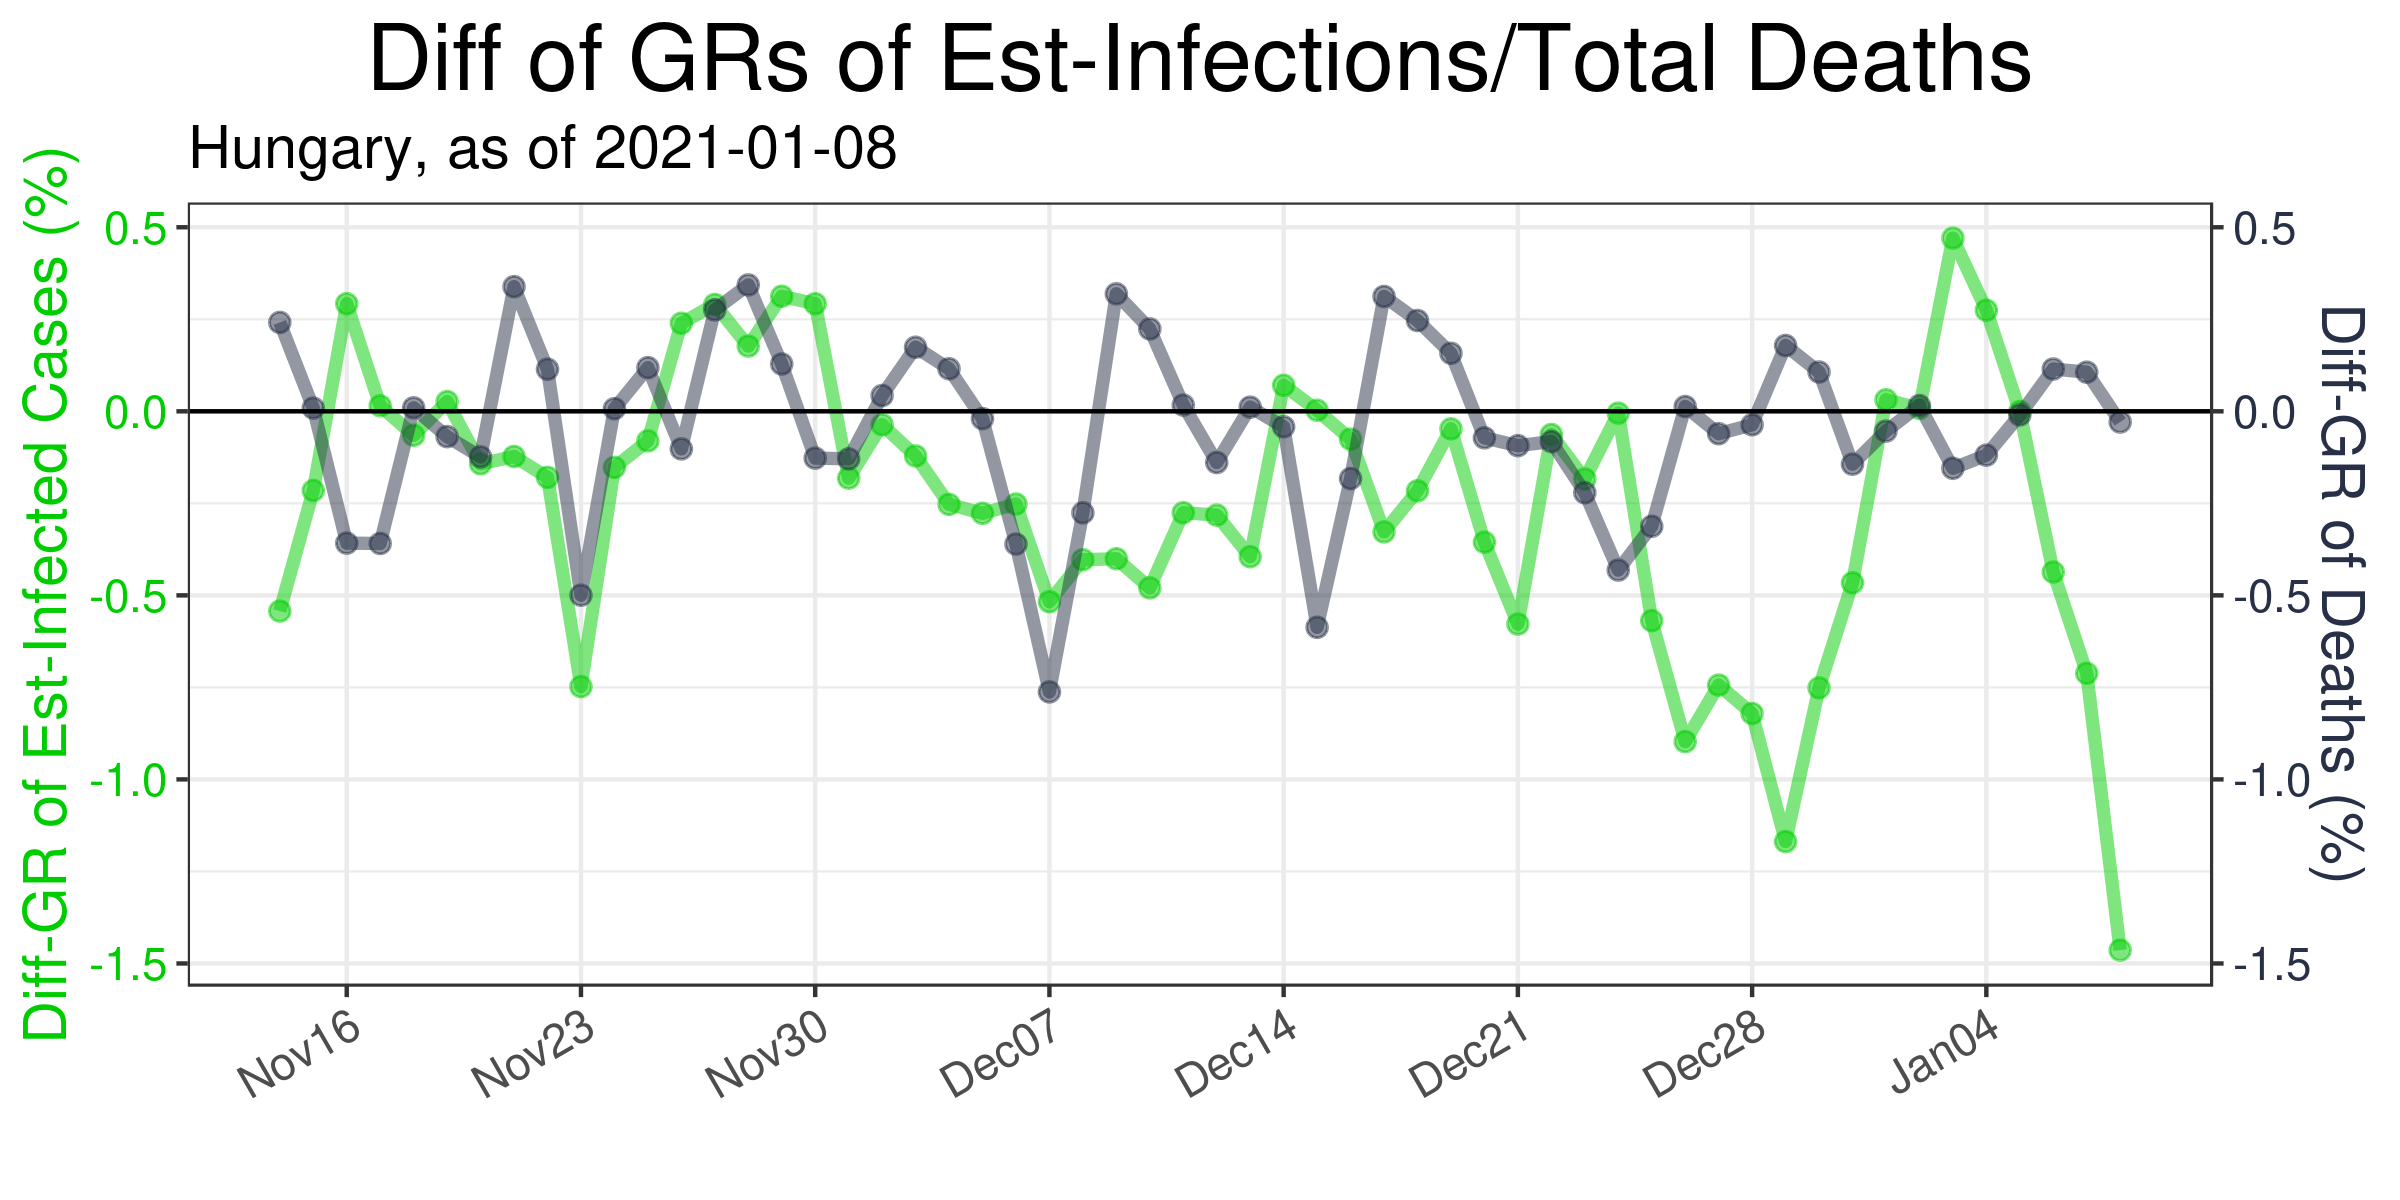 Diff of GRs of Est-Infections/Total Deaths
Hungary, as of 2021-01-08
Diff-GR of Est-Infected Cases (%)
0.5
0.0
-0.5
-1.0
-1.5
0.5
0.0
-0.5
-1.0
-1.5
Diff-GR of Deaths (%)
Nov16
Nov23
Nov30
Dec07
Dec14
Dec21
Dec28
Jan04